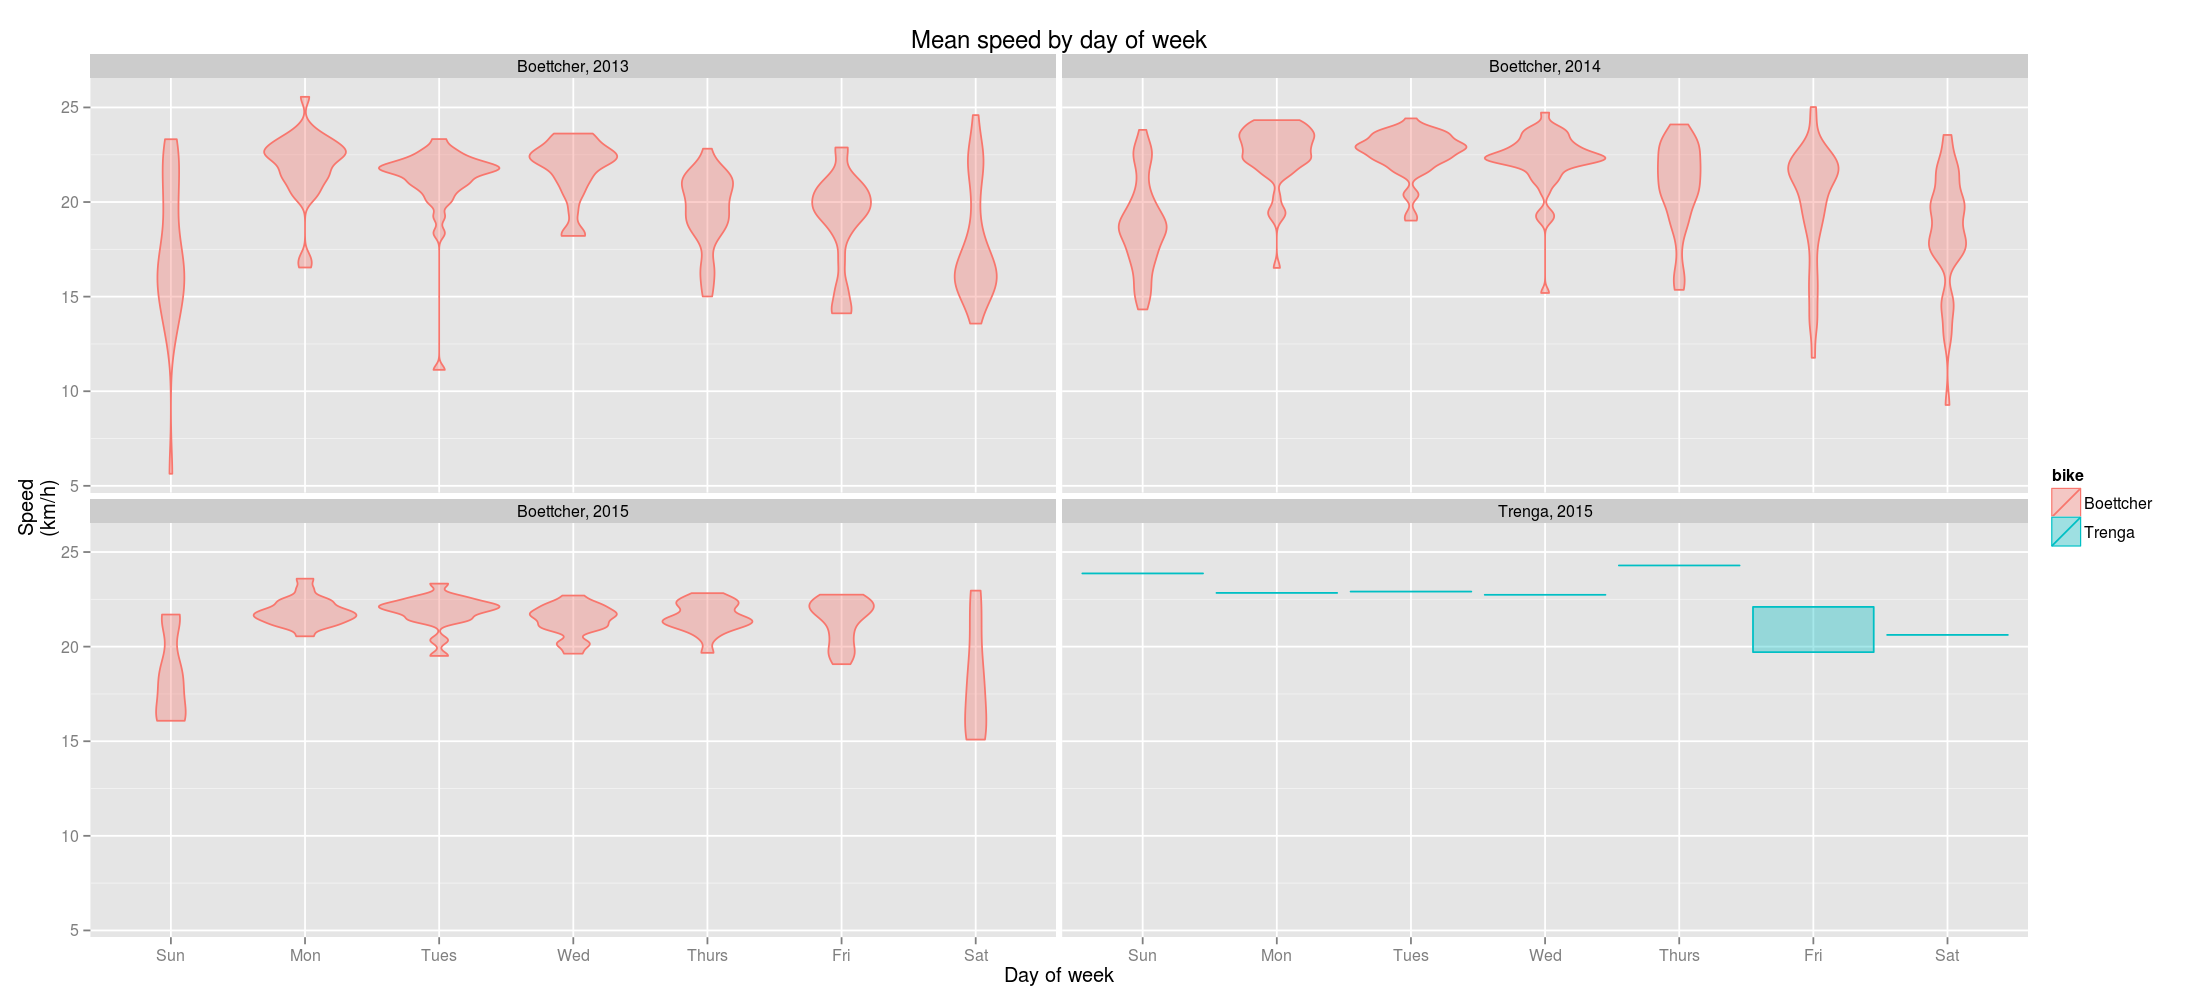 Mean speed by day of week
Boettcher, 2013
Boettcher, 2014
25
20
15
10
5
Speed
(km/h)
Boettcher, 2015
Trenga, 2015
25
20
15
10
5
Sun Mon Tues Wed Thurs Fri Sat
Sun Mon Tues Wed Thurs Fri Sat
Day of week
bike
Boettcher
Trenga